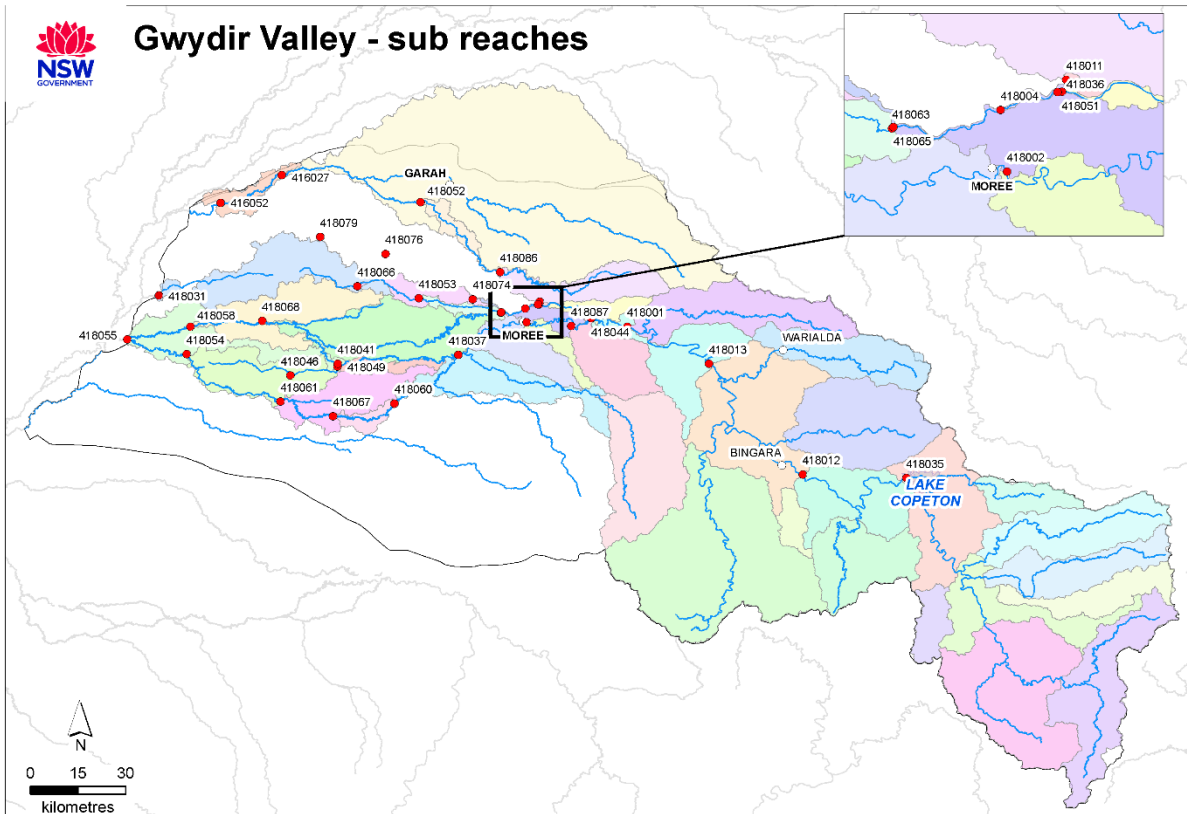 Gwydir Valley - sub reaches
NSW
GOVERNMENT
418011
418036
418004
418051
418063
418065
418002
MOREE
416027
GARAH
418052
416052
418079
418076
418086
418066
418053
418074
418031
418068
418058
418087
418001
418055
MOREE
418044
418054
418037
418013
WARIALDA
418041
418046
418049
418061
418060
418067
BINGARA
418012
418035
LAKE
COPETON
N
0 15 30
kilometres